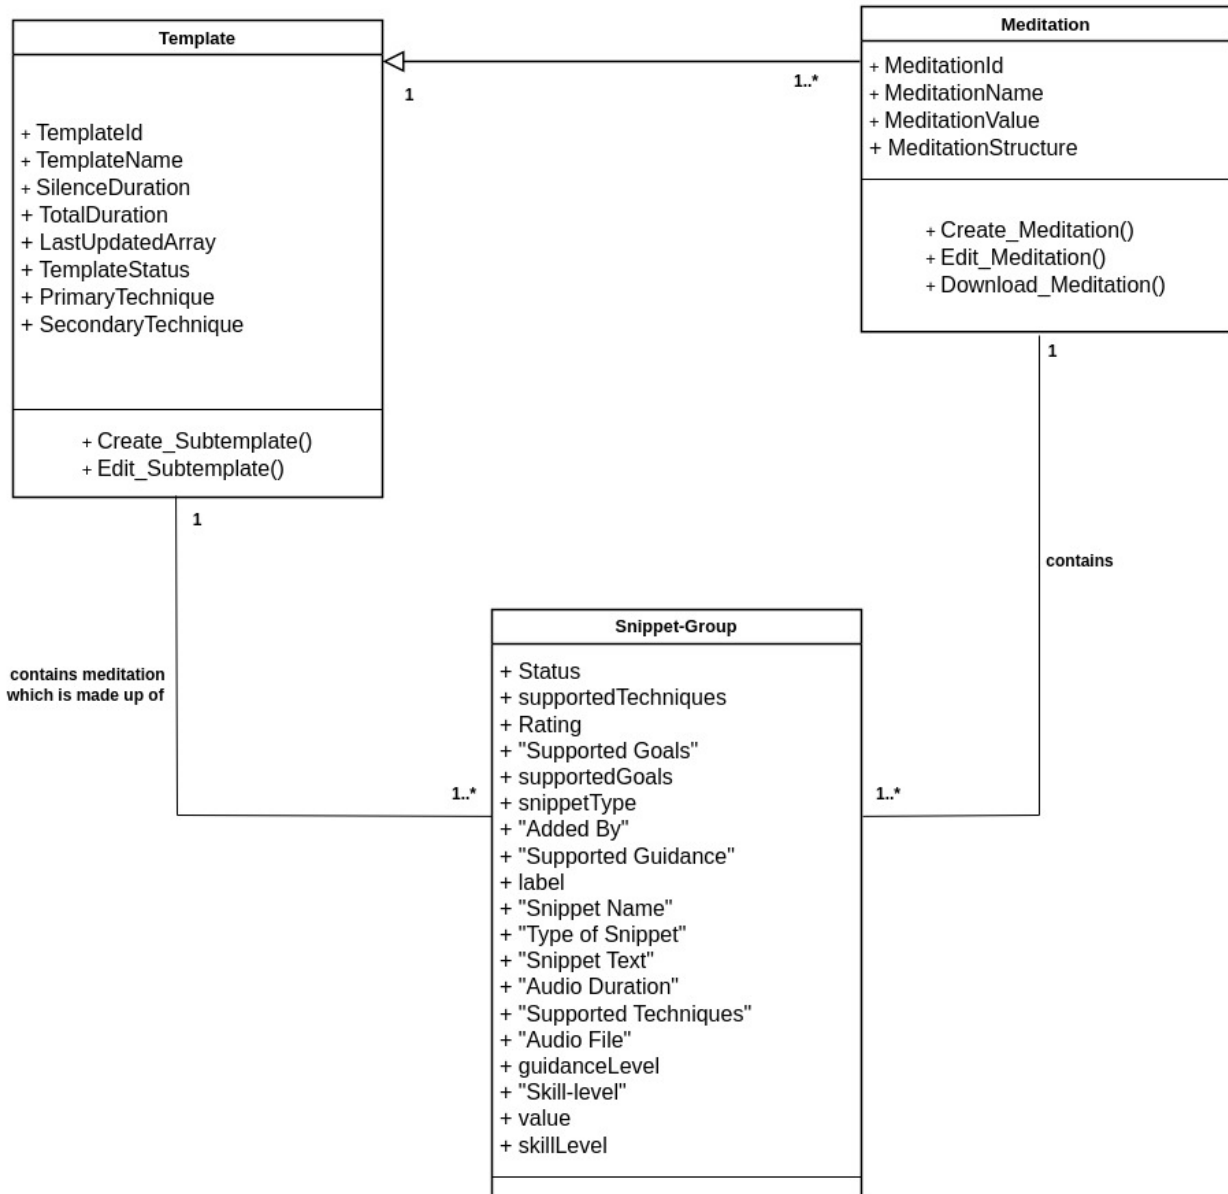 Template
+ TemplateId
+ TemplateName
+ SilenceDuration
+ TotalDuration
+ LastUpdatedArray
+ TemplateStatus
+ PrimaryTechnique
+ SecondaryTechnique
+ Create_Subtemplate()
+ Edit_Subtemplate()
1
1..*
Meditation
+ MeditationId
+ MeditationName
+ MeditationValue
+ MeditationStructure
+ Create_Meditation()
+ Edit_Meditation()
+ Download_Meditation()
1
1
contains
contains meditation
which is made up of
1..*
1..*
Snippet-Group
+ Status
+ supportedTechniques
+ Rating
+ "Supported Goals"
+ supportedGoals
+ snippetType
+ "Added By"
+ "Supported Guidance"
+ label
+ "Snippet Name"
+ "Type of Snippet"
+ "Snippet Text"
+ "Audio Duration"
+ "Supported Techniques"
+ "Audio File"
+ guidanceLevel
+ "Skill-level"
+ value
+ skillLevel